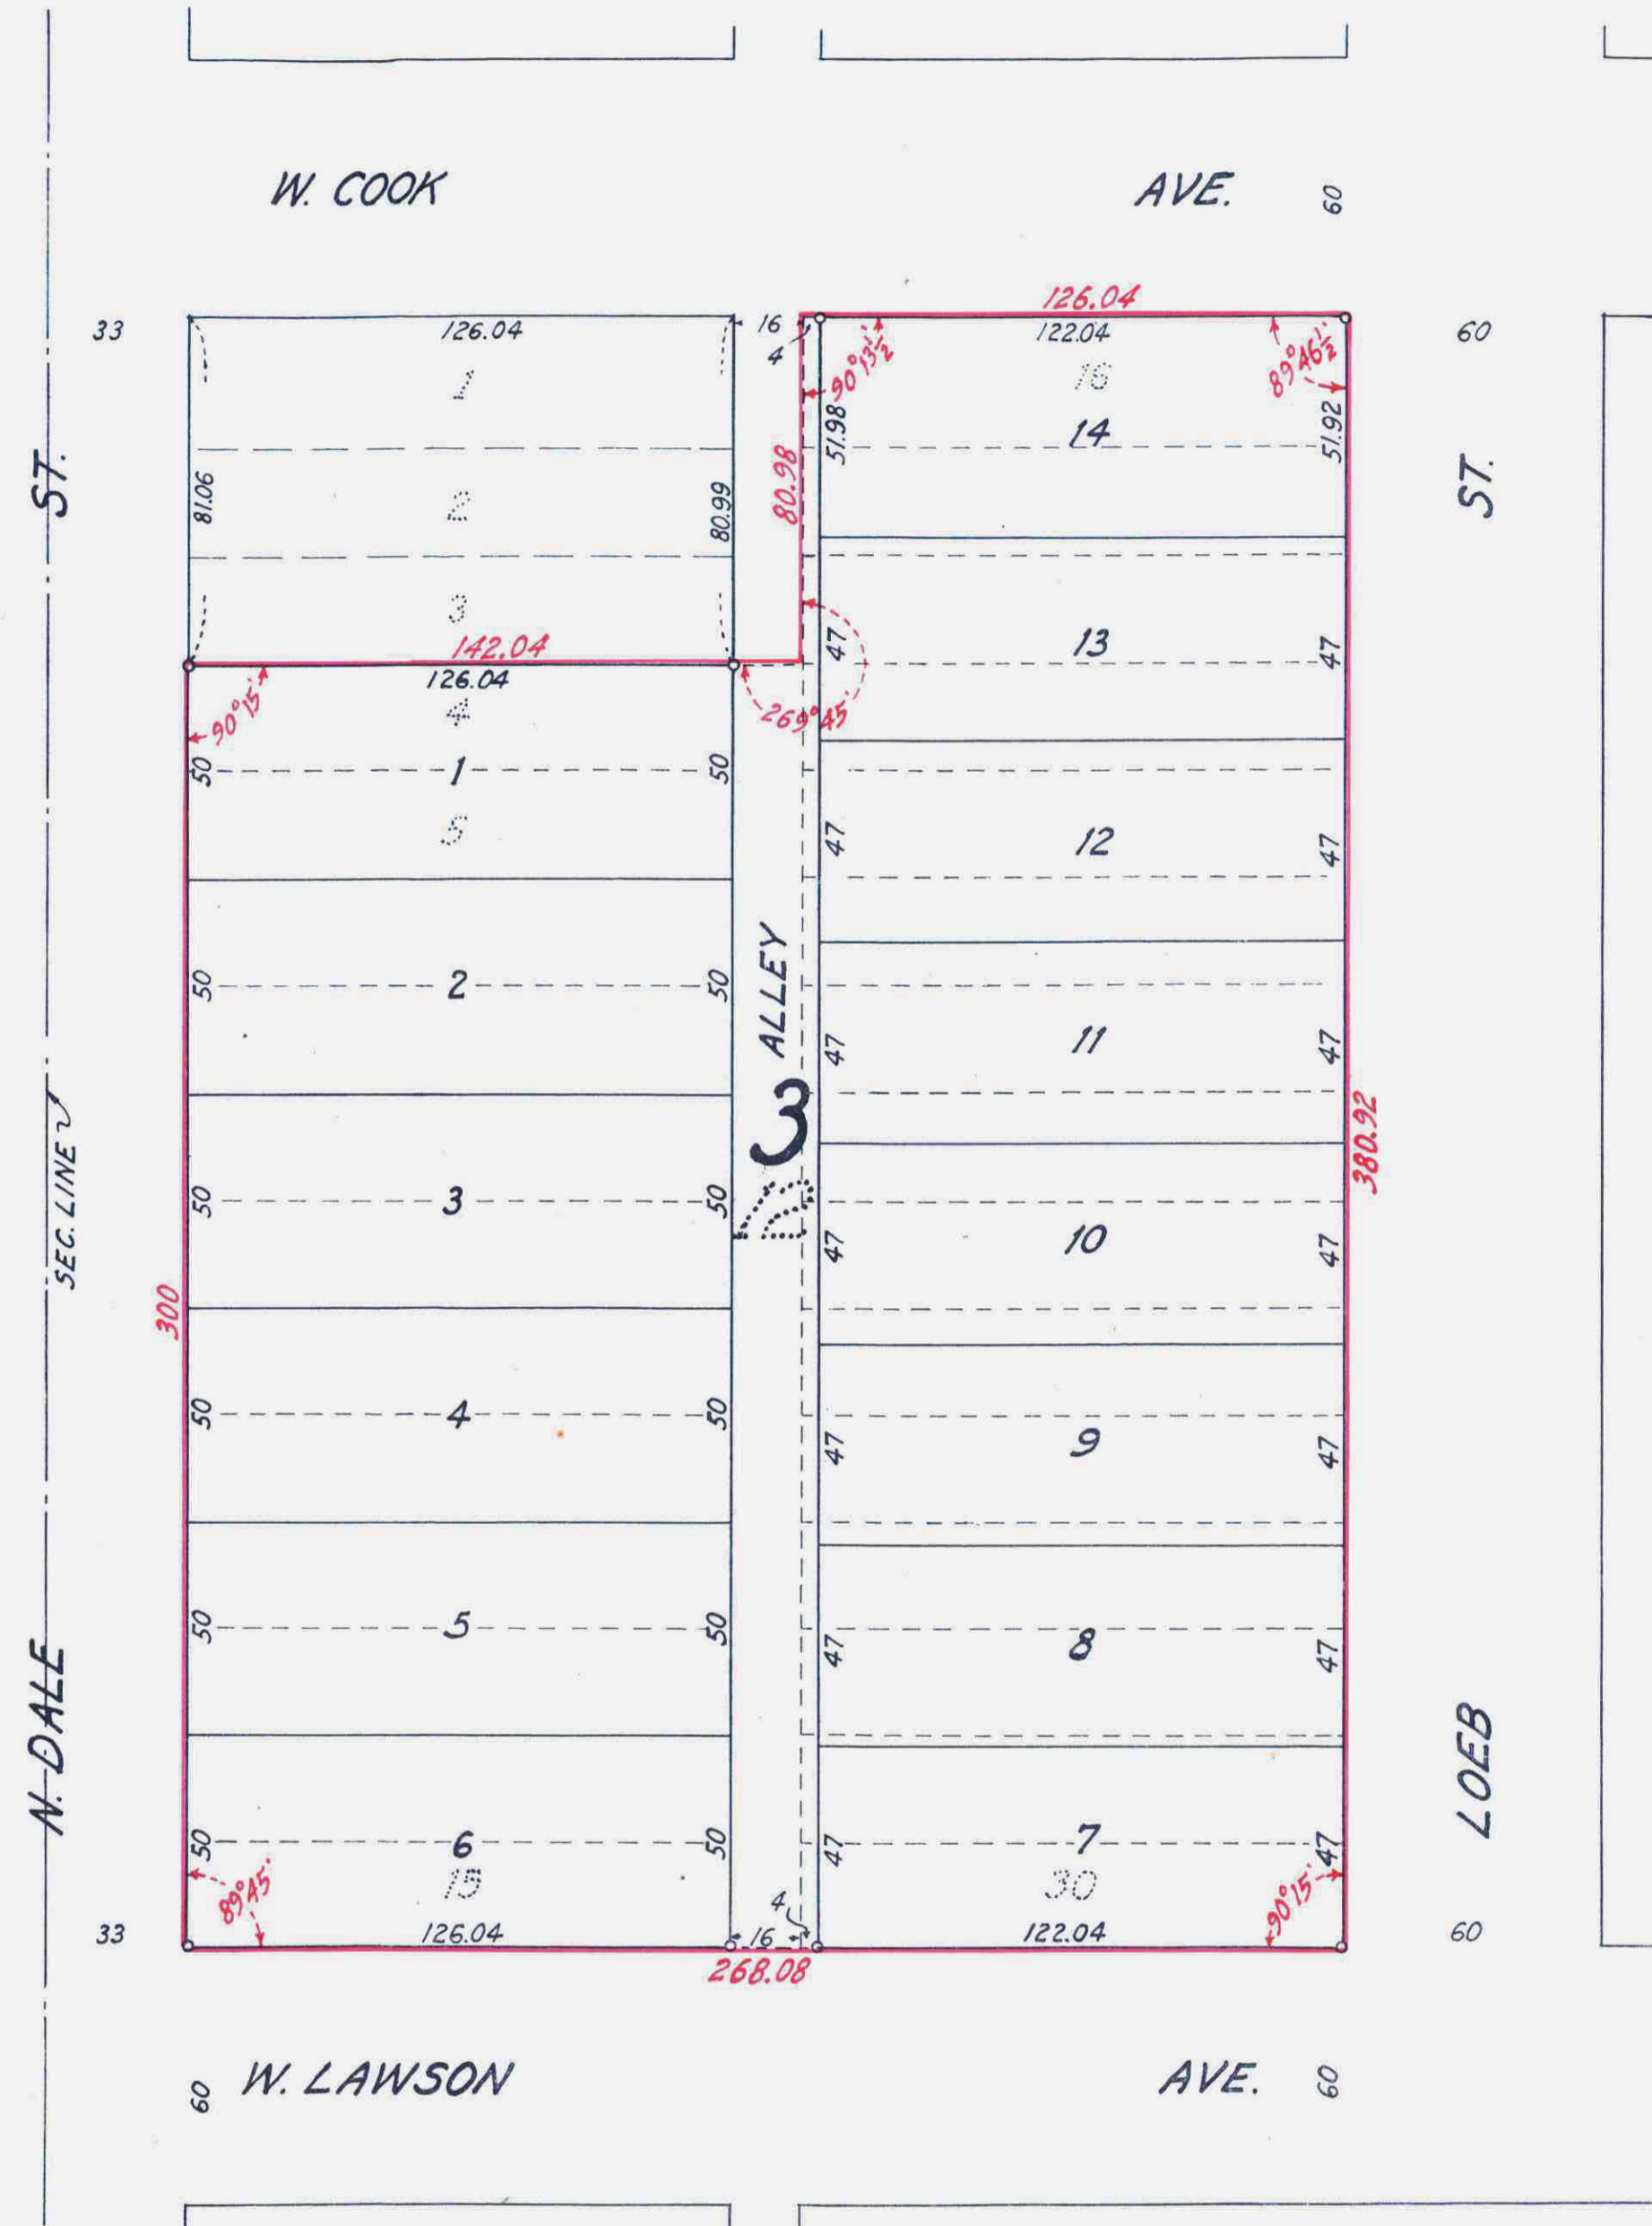 W. COOK AVE. 60
126.04
33 126.04 16 122.04 60
4
90°13½' 89°46½'
1 16
14
51.98 51.92
ST. ST.
81.06 2 80.99 80.98
3
142.04 47 13 47
126.04
90°15' 4 269°45'
50 1 50
5
47 12 47
50 2 50
ALLEY
47 11 47
3
SEC. LINE
380.92
50 3 50
2
47 10 47
300
50 4 50
47 9 47
50 5 50
47 8 47
N. DALE LOEB
50 6 50 47 7 47
89°45' 15 30 90°15'
4
33 126.04 16 122.04 60
268.08
60 W. LAWSON AVE. 60